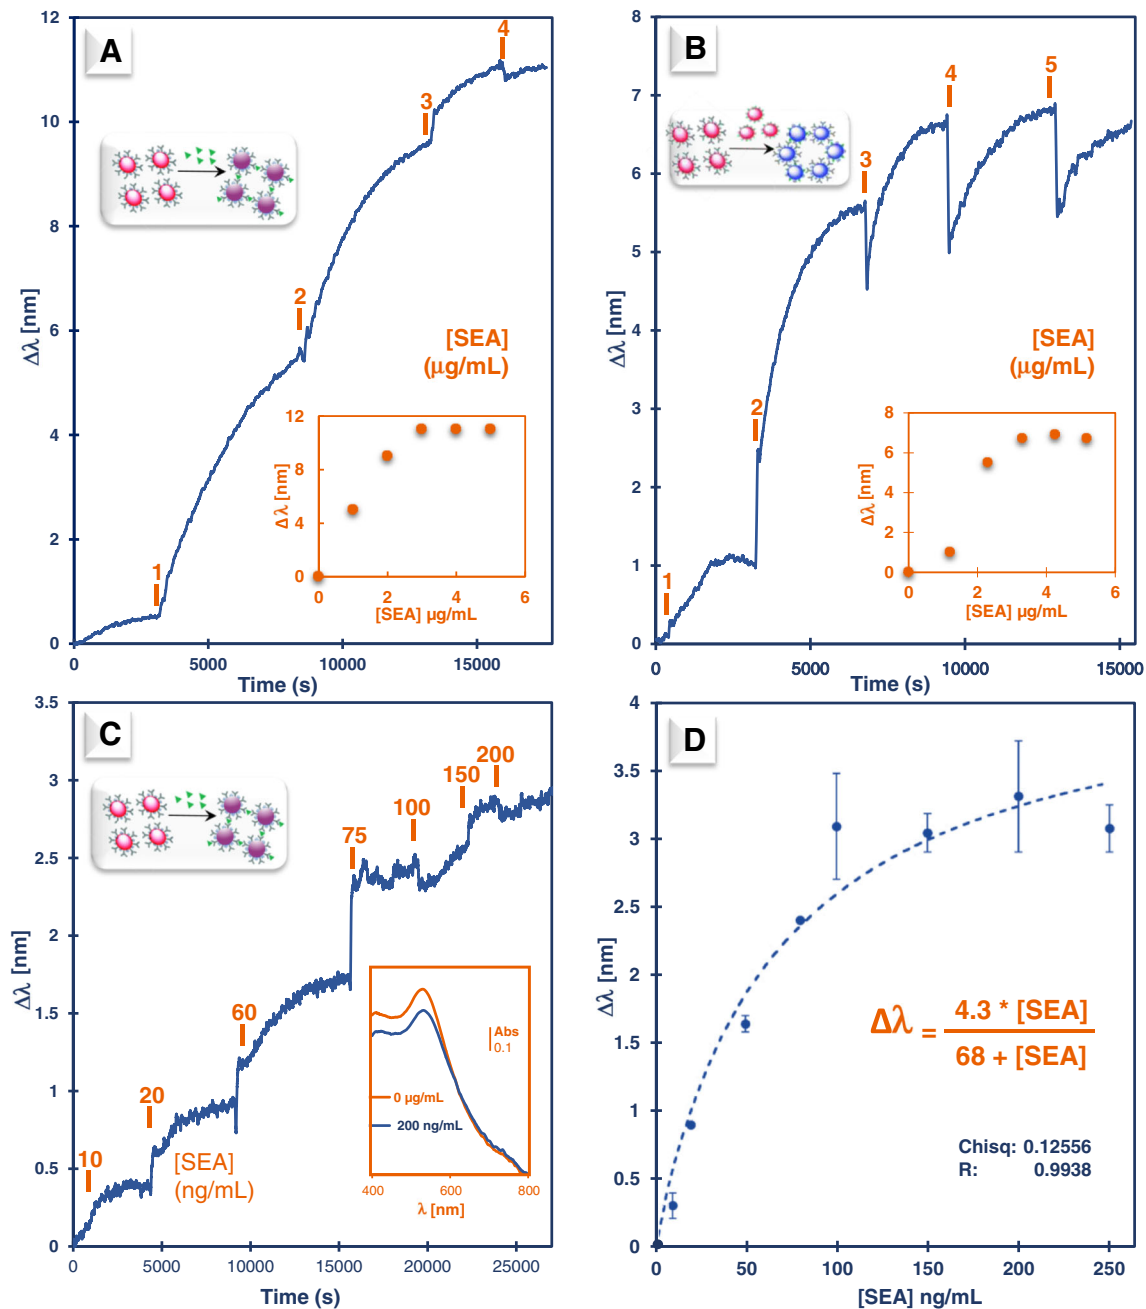 A
12
10
8
6
4
2
0
Δλ [nm]
1
2
3
4
[SEA]
(μg/mL)
12
8
4
0
Δλ [nm]
0 2 4 6
[SEA] μg/mL
0 5000 10000 15000
Time (s)
B
8
7
6
5
4
3
2
1
0
Δλ [nm]
1
2
3
4
5
[SEA]
(μg/mL)
8
6
4
2
0
Δλ [nm]
0 2 4 6
[SEA] μg/mL
0 5000 10000 15000
Time (s)
C
3.5
3
2.5
2
1.5
1
0.5
0
Δλ [nm]
10
20
60
75
100
150
200
[SEA]
(ng/mL)
Abs
0.1
0 μg/mL
200 ng/mL
400 600 800
λ [nm]
0 5000 10000 15000 20000 25000
Time (s)
D
4
3.5
3
2.5
2
1.5
1
0.5
0
Δλ [nm]
Δλ = 4.3 * [SEA]
68 + [SEA]
Chisq: 0.12556
R: 0.9938
0 50 100 150 200 250
[SEA] ng/mL